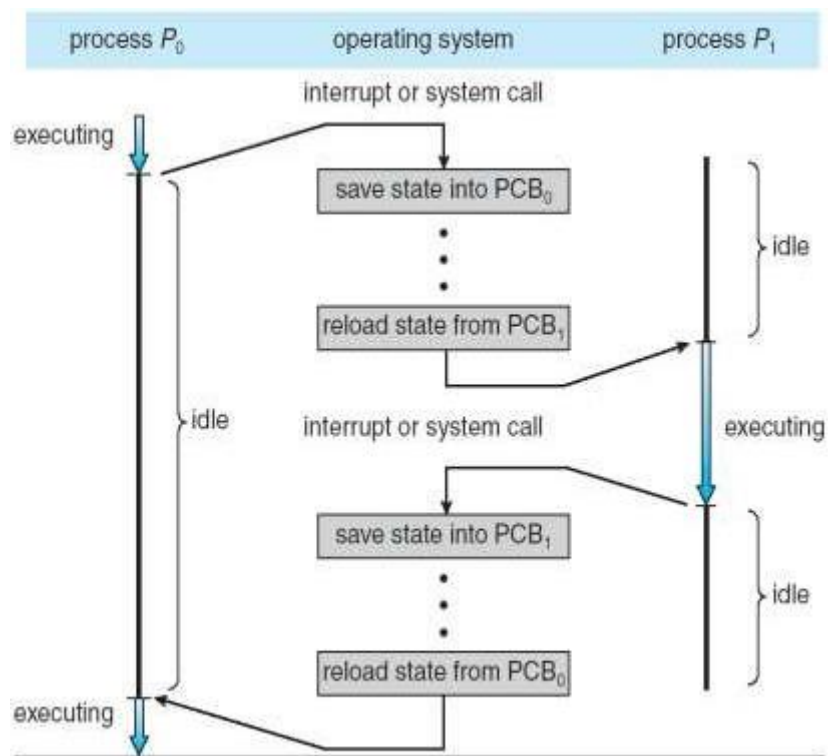 process P₀
operating system
process P₁
interrupt or system call
executing
save state into PCB₀
idle
reload state from PCB₁
idle
interrupt or system call
executing
save state into PCB₁
idle
reload state from PCB₀
executing